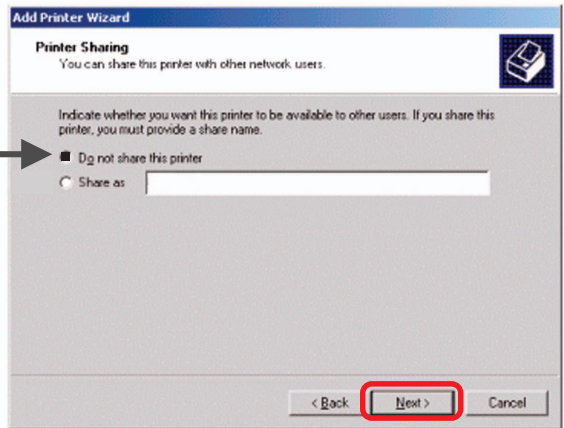 Add Printer Wizard
Printer Sharing
You can share this printer with other network users.
Indicate whether you want this printer to be available to other users. If you share this
printer, you must provide a share name.
Do not share this printer
Share as
< Back
Next >
Cancel